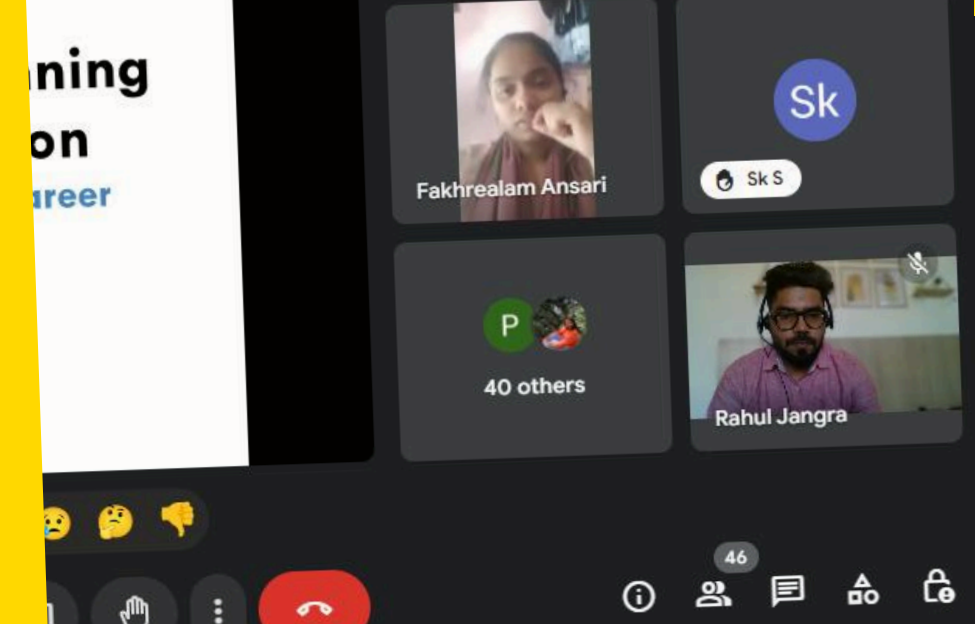 ning
on
areer
Fakhrealam Ansari
Sk
Sk S
P
40 others
Rahul Jangra
46